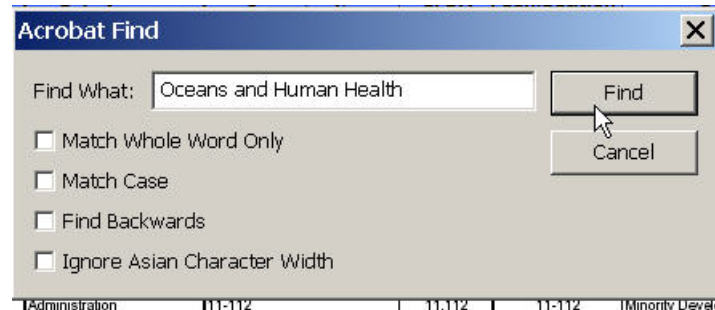 Acrobat Find
Find What: Oceans and Human Health Find
Match Whole Word Only
Cancel
Match Case
Find Backwards
Ignore Asian Character Width
Administration 11-112 11.112 11-112 Minority Devel